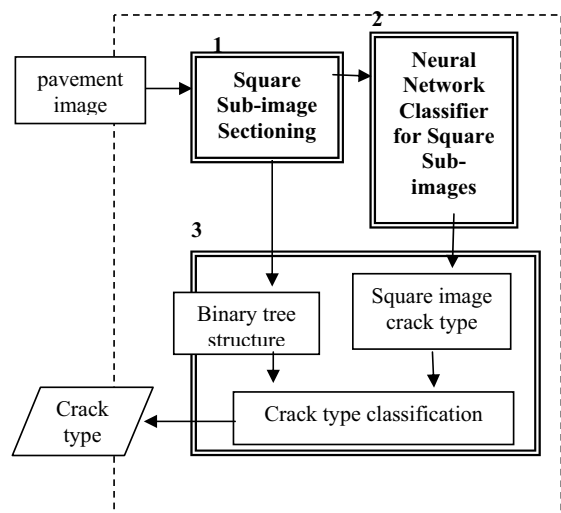 1
2
pavement
image
Square
Sub-image
Sectioning
Neural
Network
Classifier
for Square
Sub-
images
3
Binary tree
structure
Square image
crack type
Crack
type
Crack type classification